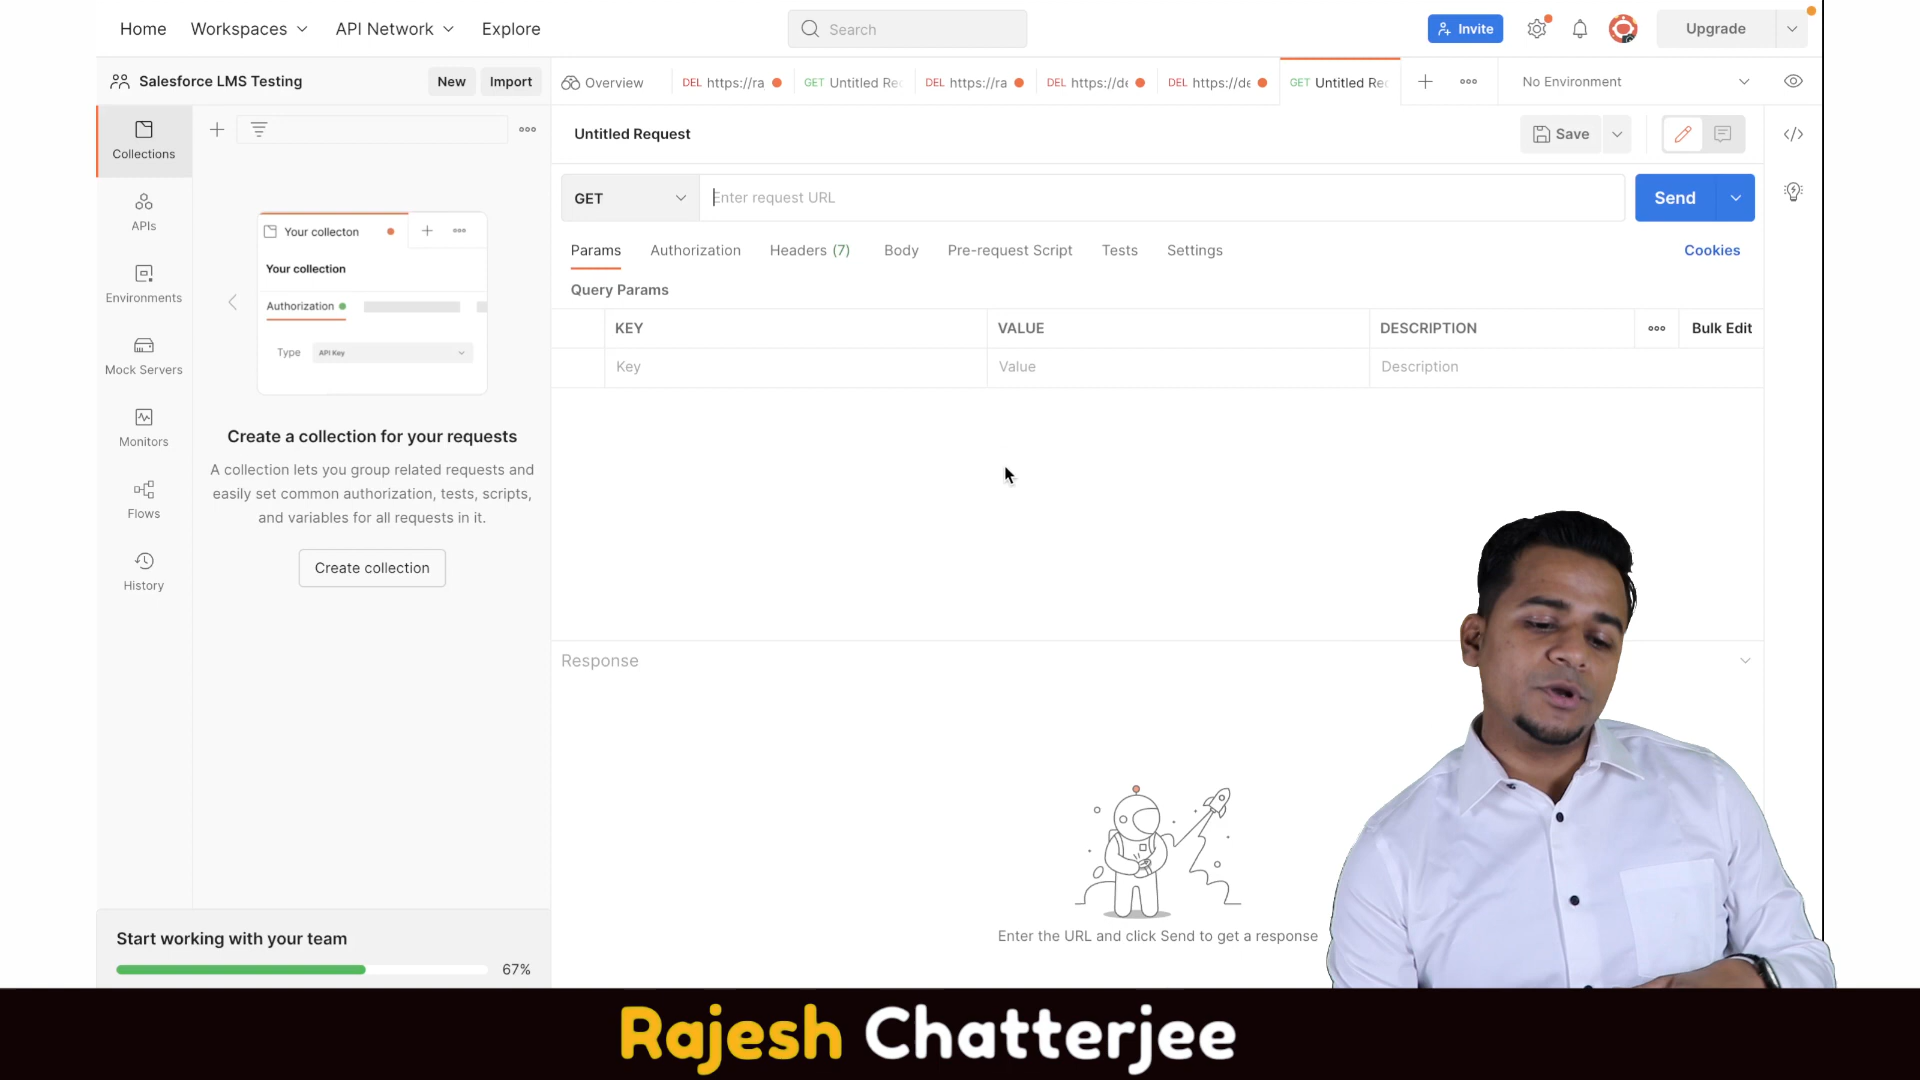 Home Workspaces API Network Explore
Search
Invite
Upgrade
Salesforce LMS Testing
New Import
Overview
DEL https://ra
GET Untitled Re
DEL https://ra
DEL https://de
DEL https://de
GET Untitled Re
No Environment
Collections
APIs
Environments
Mock Servers
Monitors
Flows
History
Your collecton
Your collection
Authorization
Type API Key
Create a collection for your requests
A collection lets you group related requests and
easily set common authorization, tests, scripts,
and variables for all requests in it.
Create collection
Start working with your team
67%
Untitled Request
Save
GET Enter request URL Send
Params Authorization Headers (7) Body Pre-request Script Tests Settings Cookies
Query Params
KEY VALUE DESCRIPTION Bulk Edit
Key Value Description
Response
Enter the URL and click Send to get a response
Rajesh Chatterjee